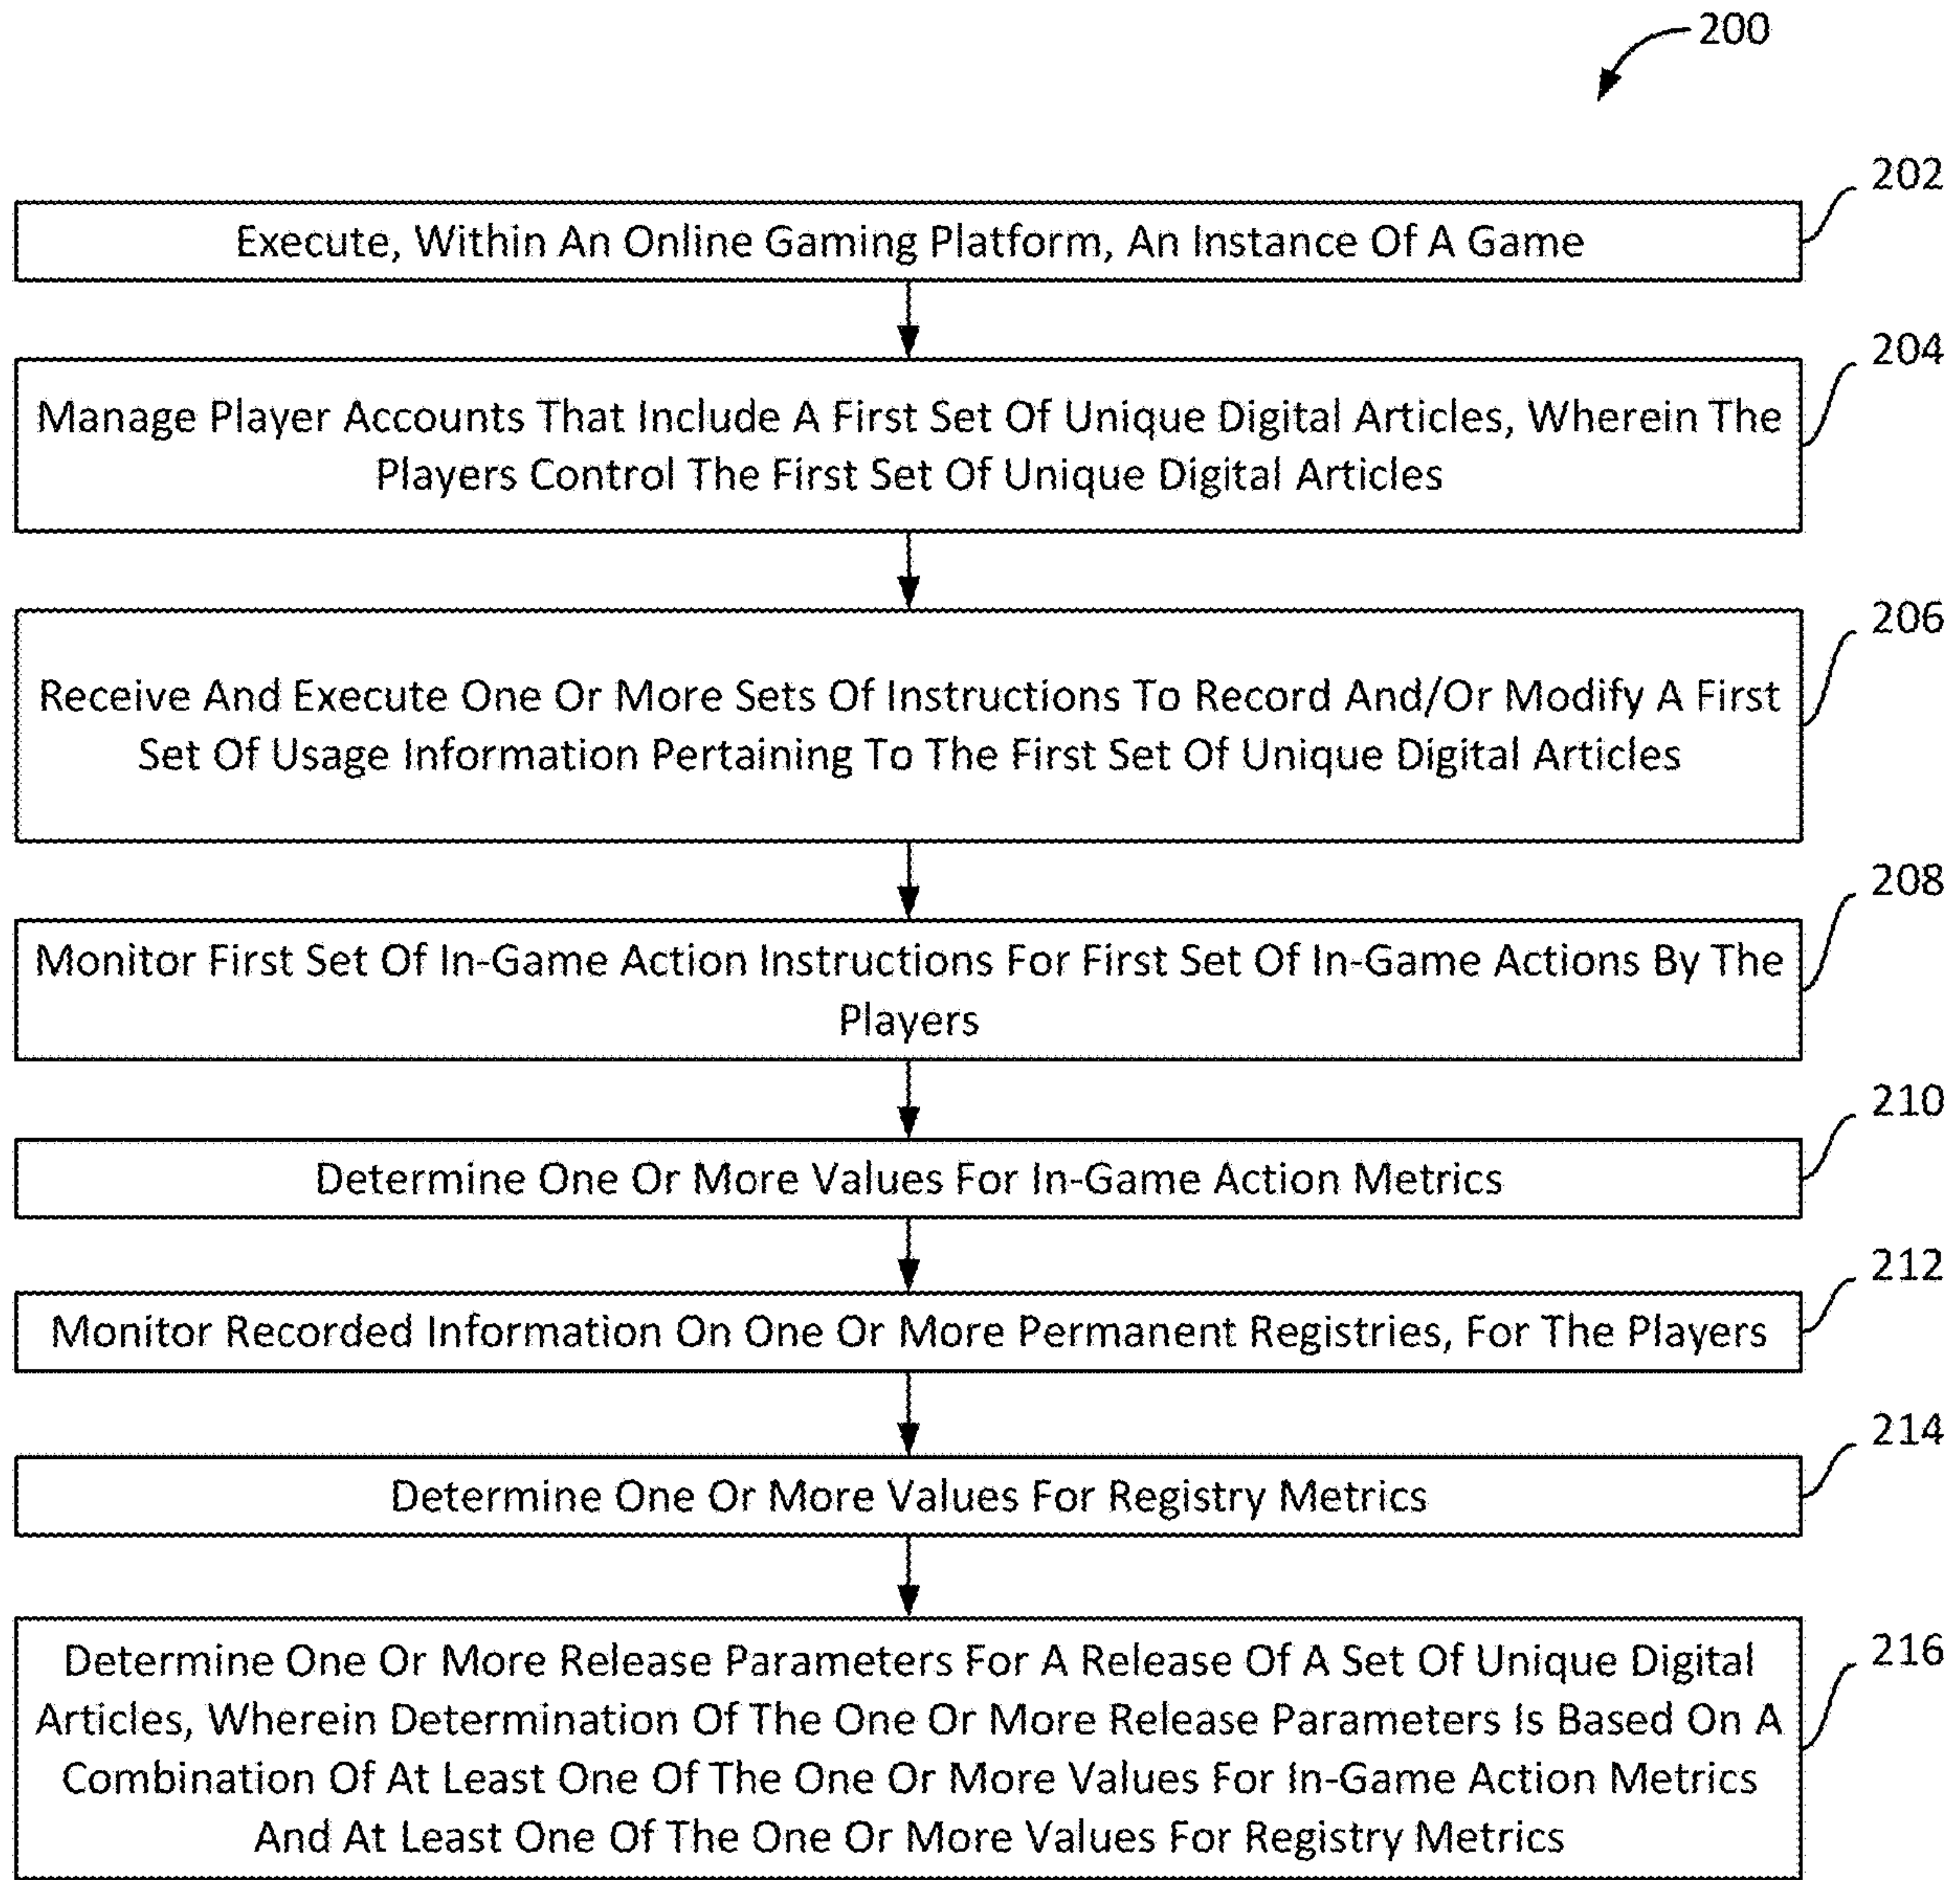 200
202
Execute, Within An Online Gaming Platform, An Instance Of A Game
204
Manage Player Accounts That Include A First Set Of Unique Digital Articles, Wherein The
Players Control The First Set Of Unique Digital Articles
206
Receive And Execute One Or More Sets Of Instructions To Record And/Or Modify A First
Set Of Usage Information Pertaining To The First Set Of Unique Digital Articles
208
Monitor First Set Of In-Game Action Instructions For First Set Of In-Game Actions By The
Players
210
Determine One Or More Values For In-Game Action Metrics
212
Monitor Recorded Information On One Or More Permanent Registries, For The Players
214
Determine One Or More Values For Registry Metrics
216
Determine One Or More Release Parameters For A Release Of A Set Of Unique Digital
Articles, Wherein Determination Of The One Or More Release Parameters Is Based On A
Combination Of At Least One Of The One Or More Values For In-Game Action Metrics
And At Least One Of The One Or More Values For Registry Metrics